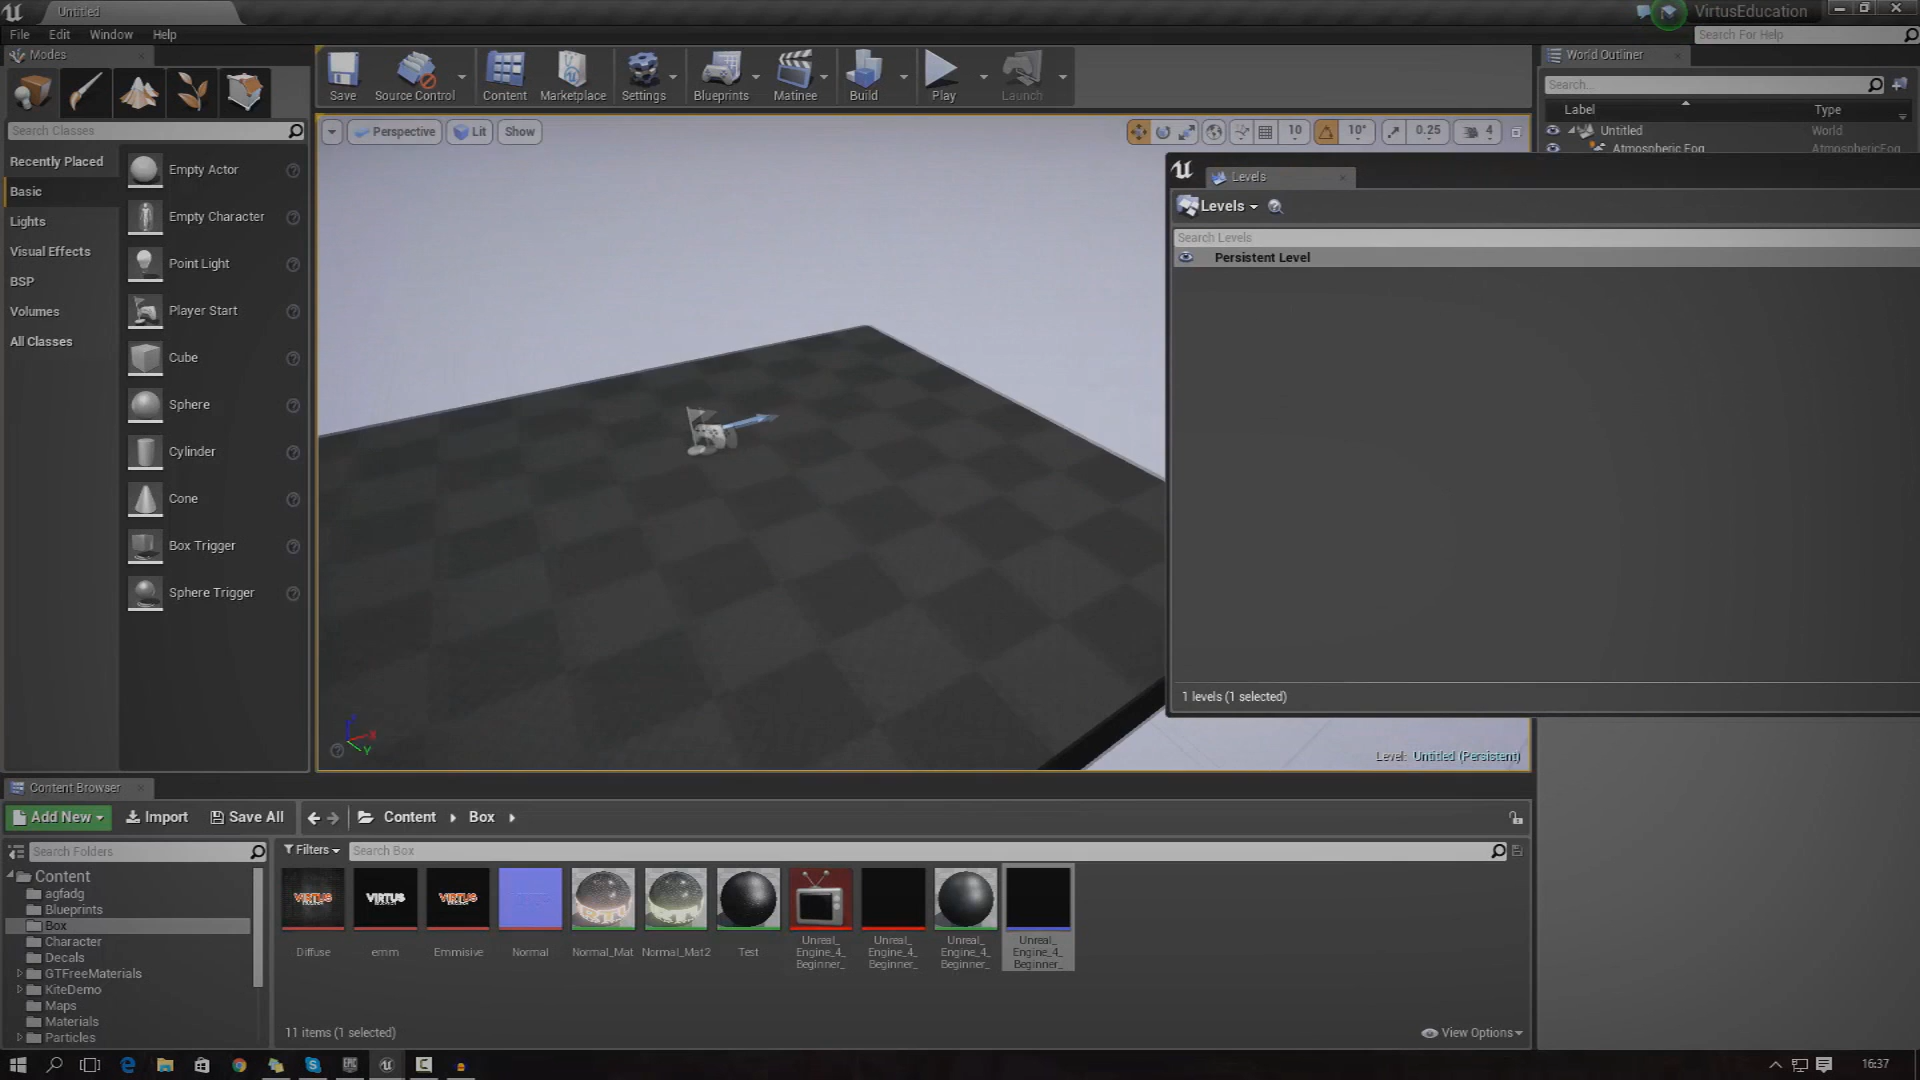 Untitled
VirtusEducation
File Edit Window Help
Search For Help
Modes
World Outliner
Save Source Control Content Marketplace Settings Blueprints Matinee Build Play Launch
Search...
Label Type
Untitled World
Atmospheric Fog AtmosphericFog
Search Classes
Perspective Lit Show
10 10° 0.25 4
Recently Placed
Basic
Lights
Visual Effects
BSP
Volumes
All Classes
Empty Actor
Empty Character
Point Light
Player Start
Cube
Sphere
Cylinder
Cone
Box Trigger
Sphere Trigger
Levels
Levels
Search Levels
Persistent Level
1 levels (1 selected)
X
Y
Level: Untitled (Persistent)
Content Browser
Add New Import Save All Content Box
Search Folders
Filters Search Box
Content
agfadg
Blueprints
Box
Character
Decals
GTFreeMaterials
KiteDemo
Maps
Materials
Particles
VIRTUS
VIRTUS
VIRTUS
Diffuse
emm
Emmisive
Normal
Normal_Mat
Normal_Mat2
Test
Unreal_
Engine_4_
Beginner_
Unreal_
Engine_4_
Beginner_
Unreal_
Engine_4_
Beginner_
Unreal_
Engine_4_
Beginner_
11 items (1 selected)
View Options
16:37